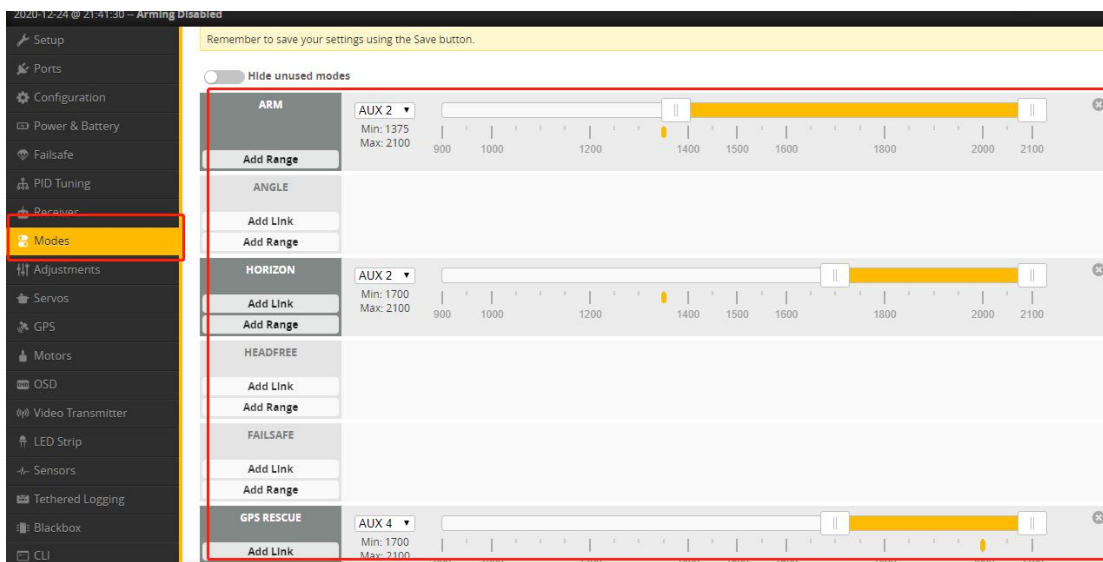 2020-12-24 @ 21:41:30 -- Arming Disabled
Setup
Ports
Configuration
Power & Battery
Failsafe
PID Tuning
Receiver
Modes
Adjustments
Servos
GPS
Motors
OSD
Video Transmitter
LED Strip
Sensors
Tethered Logging
Blackbox
CLI
Remember to save your settings using the Save button.
Hide unused modes
ARM
Add Range
AUX 2
Min: 1375
Max: 2100
900 1000 1200 1400 1500 1600 1800 2000 2100
ANGLE
Add Link
Add Range
HORIZON
Add Link
Add Range
AUX 2
Min: 1700
Max: 2100
900 1000 1200 1400 1500 1600 1800 2000 2100
HEADFREE
Add Link
Add Range
FAILSAFE
Add Link
Add Range
GPS RESCUE
Add Link
AUX 4
Min: 1700
Max: 2100